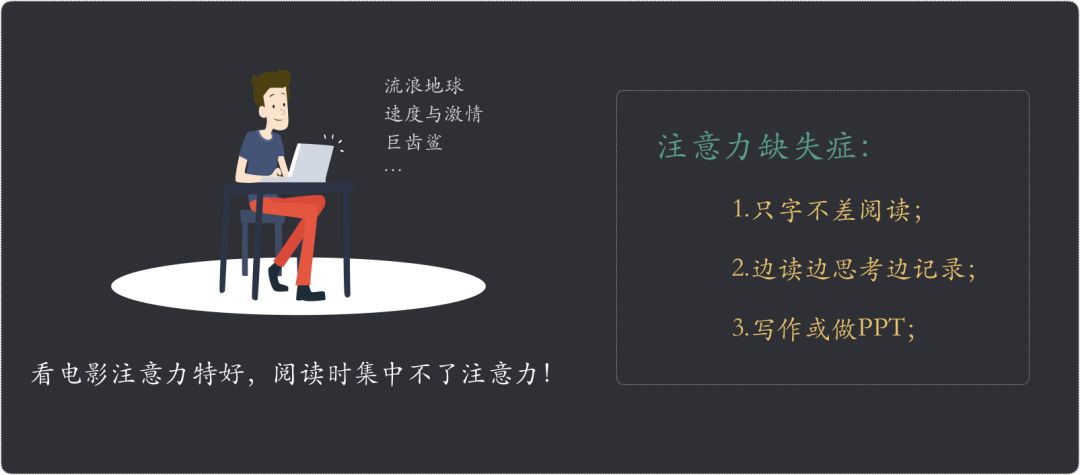 流浪地球
速度与激情
巨齿鲨
...
看电影注意力特好，阅读时集中不了注意力！
注意力缺失症：
1.只字不差阅读；
2.边读边思考边记录；
3.写作或做PPT；